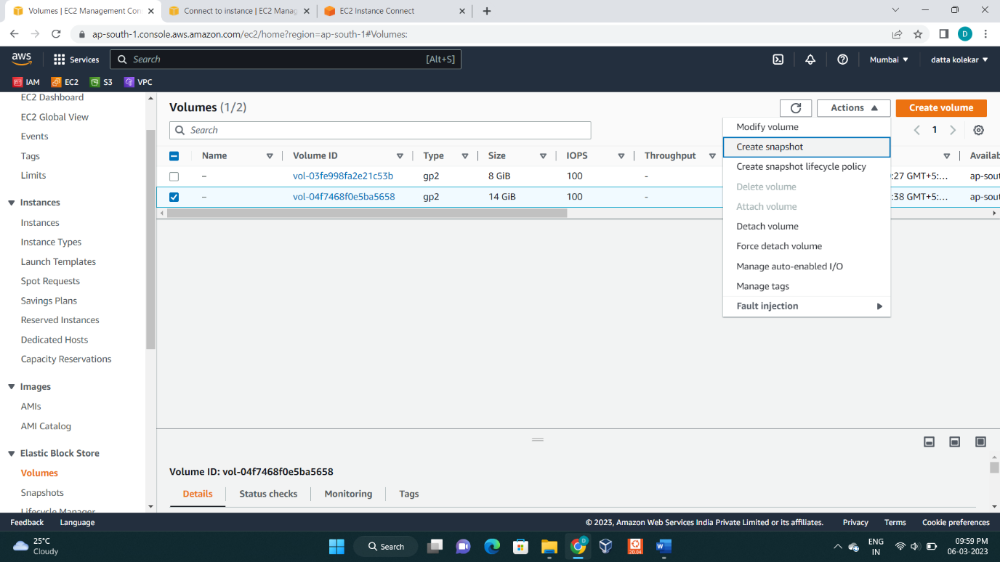 Volumes | EC2 Management Con
Connect to instance | EC2 Manag
EC2 Instance Connect
ap-south-1.console.aws.amazon.com/ec2/home?region=ap-south-1#Volumes:
D
aws
Services
Search
[Alt+S]
Mumbai
datta kolekar
IAM
EC2
S3
VPC
EC2 Dashboard
EC2 Global View
Events
Tags
Limits
Instances
Instances
Instance Types
Launch Templates
Spot Requests
Savings Plans
Reserved Instances
Dedicated Hosts
Capacity Reservations
Images
AMIs
AMI Catalog
Elastic Block Store
Volumes
Snapshots
Lifecycle Manager
Volumes (1/2)
Actions
Create volume
Search
1
Name
Volume ID
Type
Size
IOPS
Throughput
Availab
– vol-03fe998fa2e21c53b gp2 8 GiB 100 - :27 GMT+5:... ap-sout
– vol-04f7468f0e5ba5658 gp2 14 GiB 100 - :38 GMT+5:... ap-sout
Modify volume
Create snapshot
Create snapshot lifecycle policy
Delete volume
Attach volume
Detach volume
Force detach volume
Manage auto-enabled I/O
Manage tags
Fault injection
Volume ID: vol-04f7468f0e5ba5658
Details
Status checks
Monitoring
Tags
Feedback
Language
© 2023, Amazon Web Services India Private Limited or its affiliates.
Privacy
Terms
Cookie preferences
25°C
Cloudy
Search
D
20.04
W
ENG
IN
09:59 PM
06-03-2023